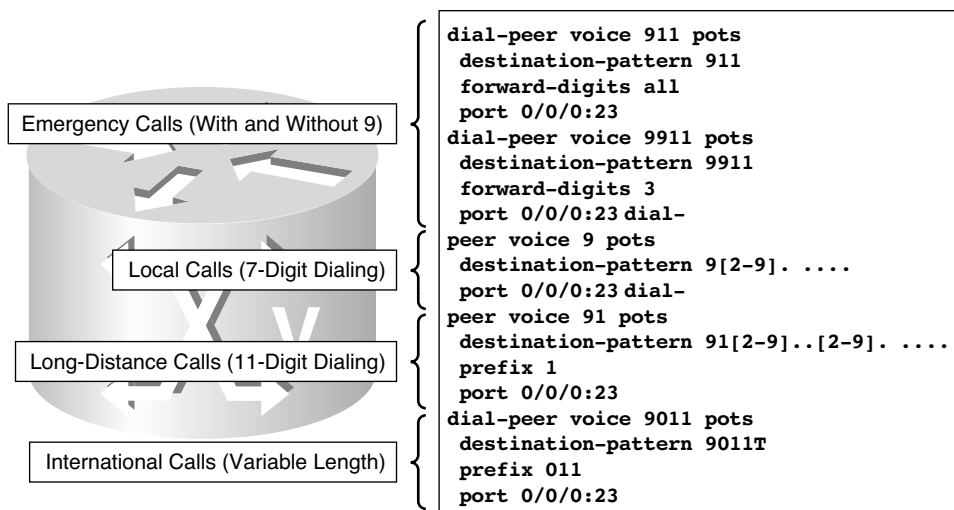 Emergency Calls (With and Without 9)
Local Calls (7-Digit Dialing)
Long-Distance Calls (11-Digit Dialing)
International Calls (Variable Length)
V
dial-peer voice 911 pots
destination-pattern 911
forward-digits all
port 0/0/0:23
dial-peer voice 9911 pots
destination-pattern 9911
forward-digits 3
port 0/0/0:23 dial-
peer voice 9 pots
destination-pattern 9[2-9]. ....
port 0/0/0:23 dial-
peer voice 91 pots
destination-pattern 91[2-9]..[2-9]. ....
prefix 1
port 0/0/0:23
dial-peer voice 9011 pots
destination-pattern 9011T
prefix 011
port 0/0/0:23